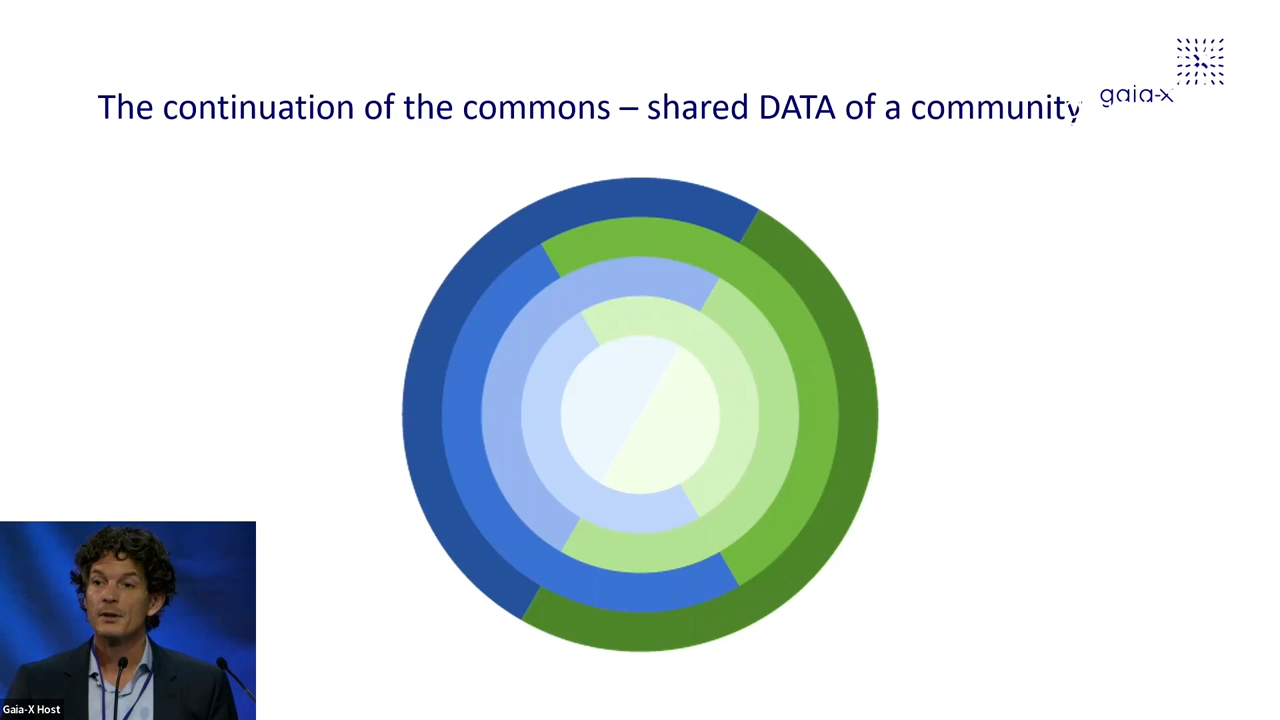 The continuation of the commons – shared DATA of a community
gaia-x
Gaia-X Host